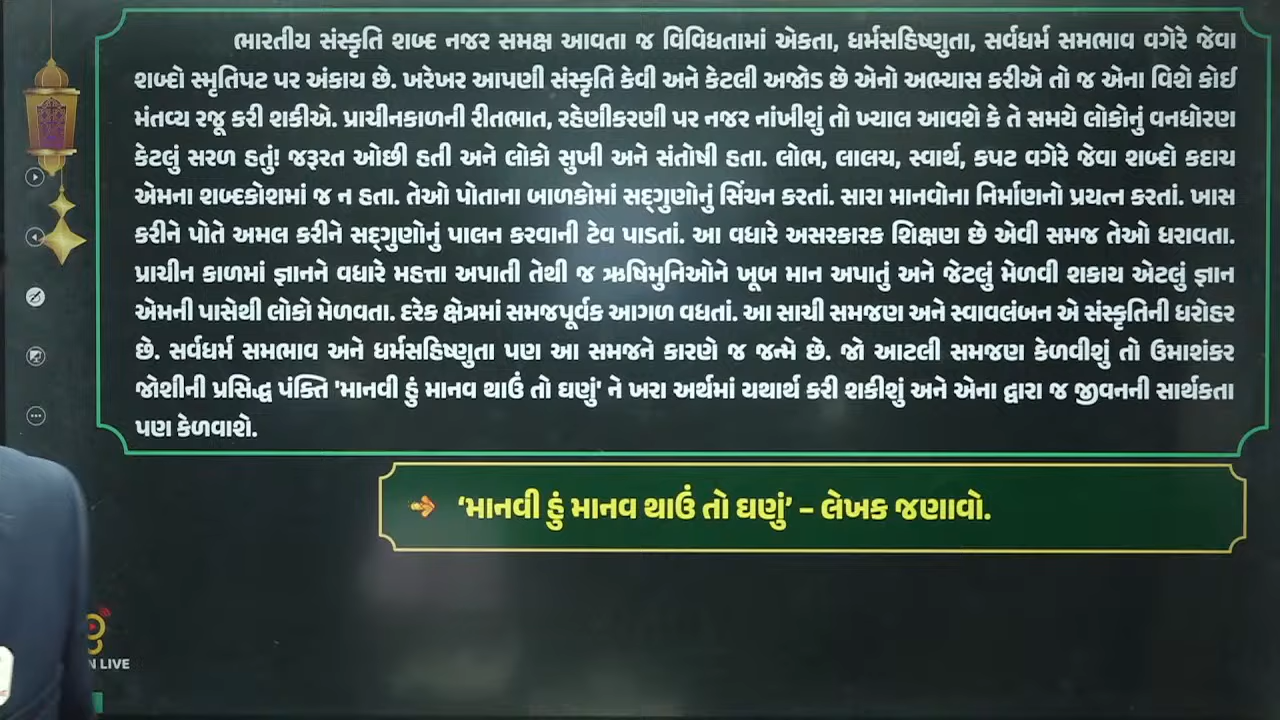 ભારતીય સંસ્કૃતિ શબ્દ નજર સમક્ષ આવતા જ વિવિધતામાં એકતા, ધર્મસહિષ્ણુતા, સર્વધર્મ સમભાવ વગેરે જેવા
શબ્દો સ્મૃતિપટ પર અંકાય છે. ખરેખર આપણી સંસ્કૃતિ કેવી અને કેટલી અજોડ છે એનો અભ્યાસ કરીએ તો જ એના વિશે કોઈ
મંતવ્ય રજૂ કરી શકીએ. પ્રાચીનકાળની રીતભાત, રહેણીકરણી પર નજર નાંખીશું તો ખ્યાલ આવશે કે તે સમયે લોકોનું વનધોરણ
કેટલું સરળ હતું! જરૂરત ઓછી હતી અને લોકો સુખી અને સંતોષી હતા. લોભ, લાલચ, સ્વાર્થ, કપટ વગેરે જેવા શબ્દો કદાચ
એમના શબ્દકોશમાં જ ન હતા. તેઓ પોતાના બાળકોમાં સદ્‌ગુણોનું સિંચન કરતાં. સારા માનવોના નિર્માણનો પ્રયત્ન કરતાં. ખાસ
કરીને પોતે અમલ કરીને સદ્‌ગુણોનું પાલન કરવાની ટેવ પાડતાં. આ વધારે અસરકારક શિક્ષણ છે એવી સમજ તેઓ ધરાવતા.
પ્રાચીન કાળમાં જ્ઞાનને વધારે મહત્તા અપાતી તેથી જ ઋષિમુનિઓને ખૂબ માન અપાતું અને જેટલું મેળવી શકાય એટલું જ્ઞાન
એમની પાસેથી લોકો મેળવતા. દરેક ક્ષેત્રમાં સમજપૂર્વક આગળ વધતાં. આ સાચી સમજણ અને સ્વાવલંબન એ સંસ્કૃતિની ધરોહર
છે. સર્વધર્મ સમભાવ અને ધર્મસહિષ્ણુતા પણ આ સમજને કારણે જ જન્મે છે. જો આટલી સમજણ કેળવીશું તો ઉમાશંકર
જોશીની પ્રસિદ્ધ પંક્તિ 'માનવી હું માનવ થાઉં તો ઘણું' ને ખરા અર્થમાં યથાર્થ કરી શકીશું અને એના દ્વારા જ જીવનની સાર્થકતા
પણ કેળવાશે.
‘માનવી હું માનવ થાઉં તો ઘણું’ – લેખક જણાવો.
N LIVE